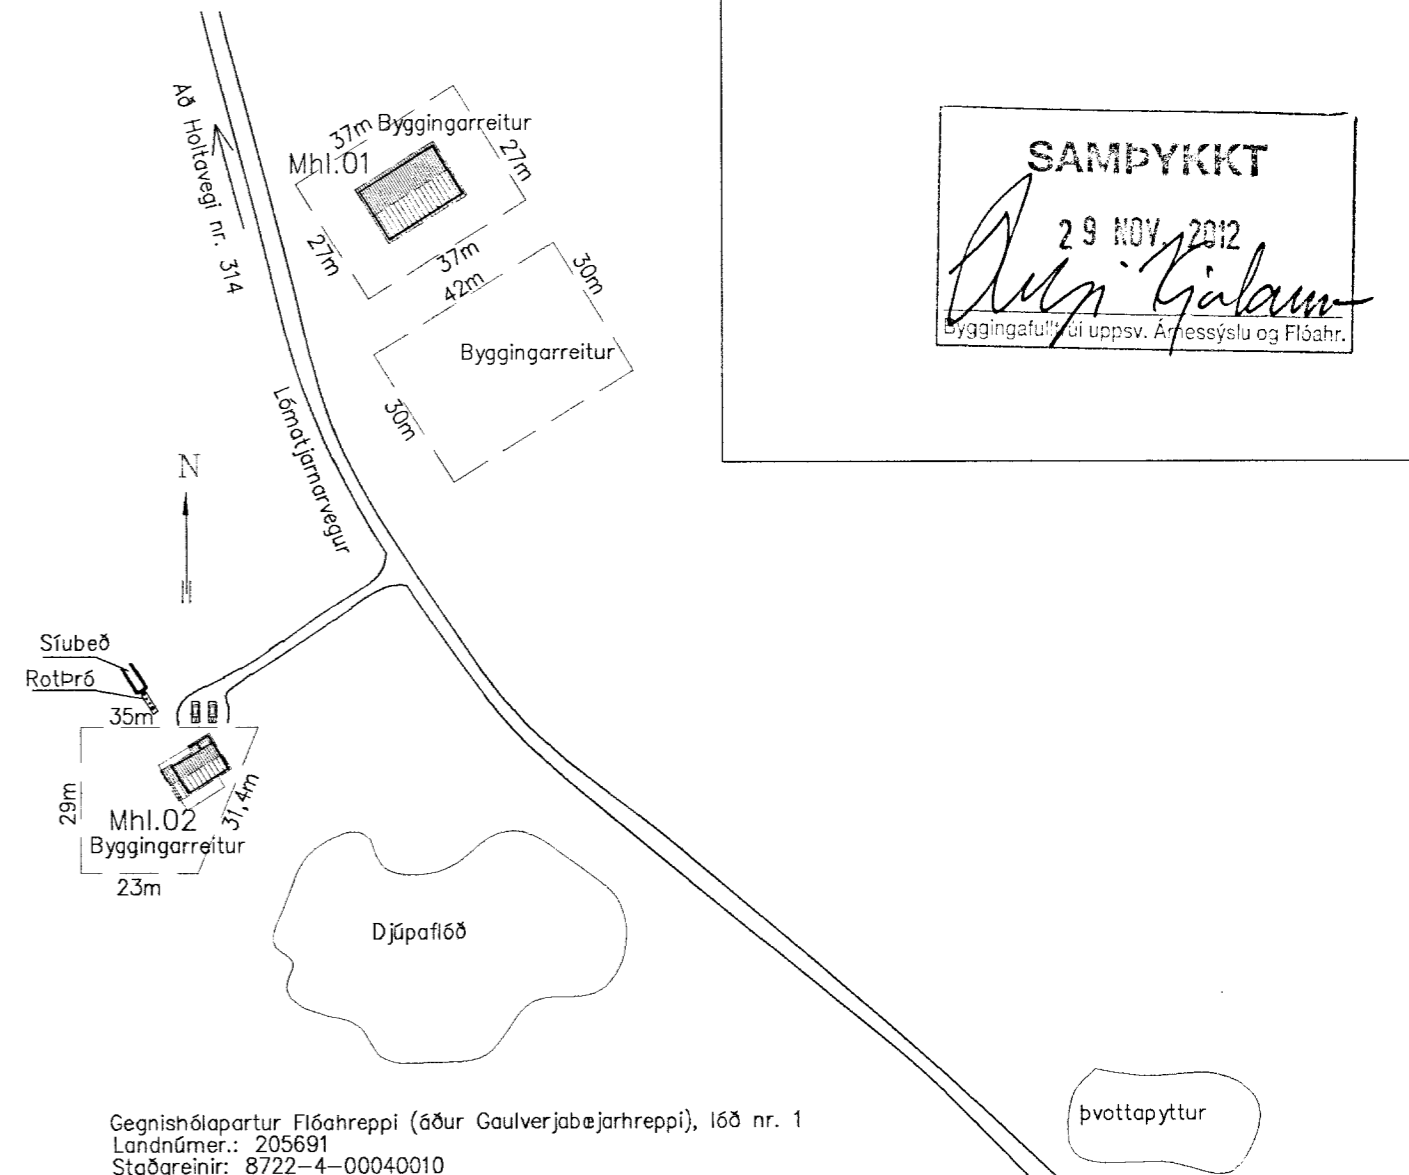 Að Holtavegi nr. 314
37m
Byggingarreitur
Mhl.01
27m
27m
37m
42m
30m
Byggingarreitur
30m
Lómatjarnarvegur
N
Síubeð
Rotþró
35m
29m
31,4m
Mhl.02
Byggingarreitur
23m
Djúpaflóð
þvottapyttur
SAMÞYKKT
29 NOV. 2012
Byggingafulltrúi uppsv. Árnessýslu og Flóahr.
Gegnishólapartur Flóahreppi (áður Gaulverjabæjarhreppi), lóð nr. 1
Landnúmer.: 205691
Staðgreinir: 8722-4-00040010